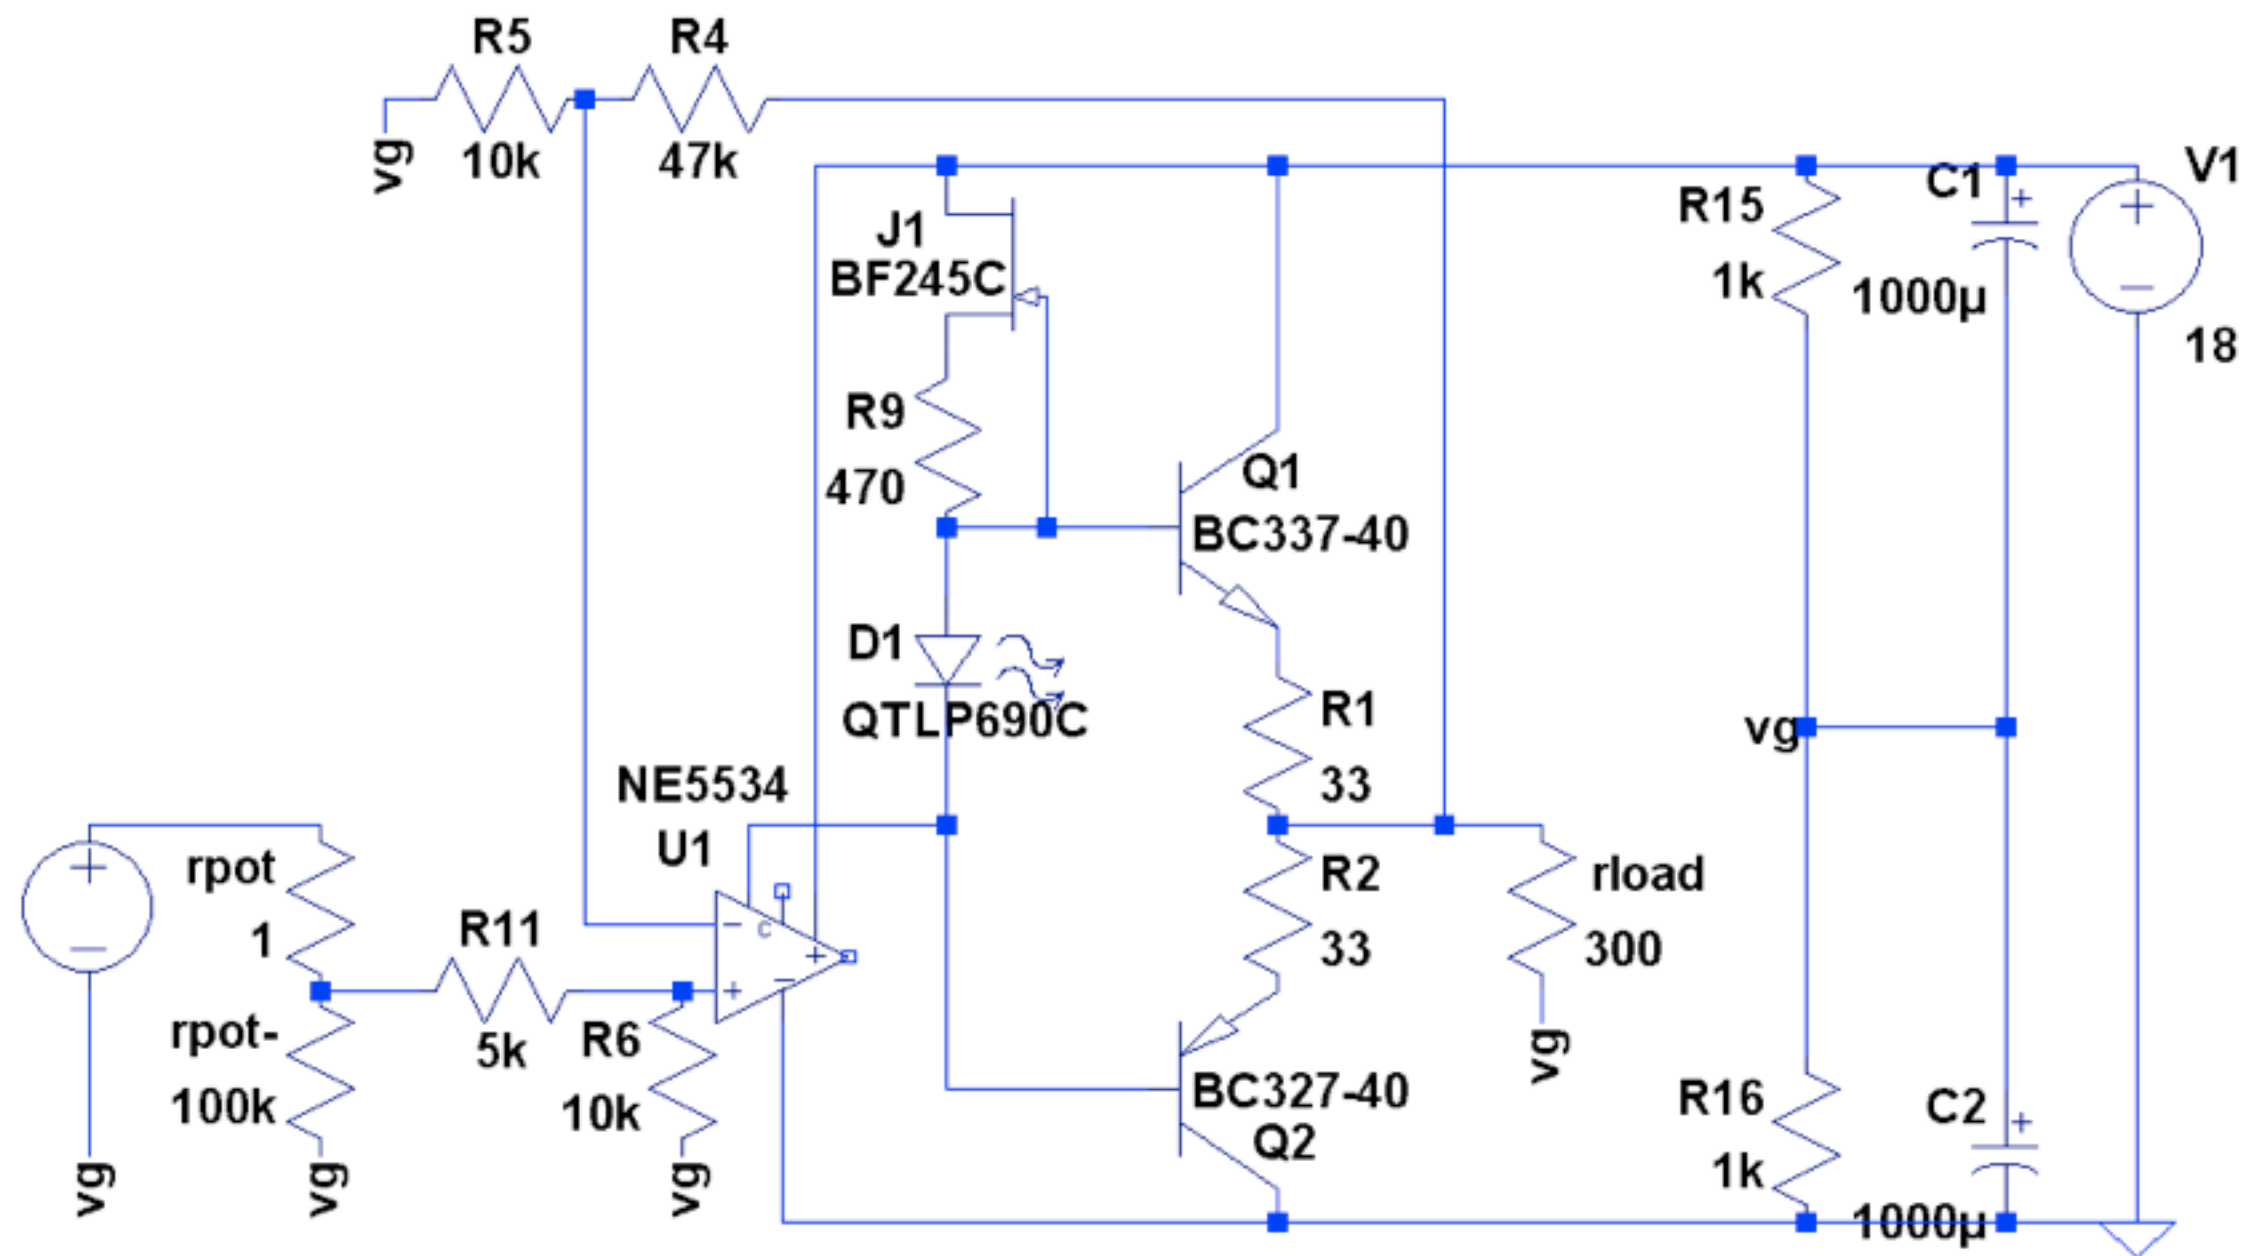 R5
R4
10k
47k
vg
V1
C1
R15
J1
BF245C
1k
1000µ
18
R9
470
Q1
BC337-40
D1
QTLP690C
R1
33
vg
NE5534
U1
rpot
1
R11
5k
c
R2
33
rload
300
rpot-
100k
R6
10k
vg
BC327-40
Q2
R16
1k
C2
1000µ
vg
vg
vg